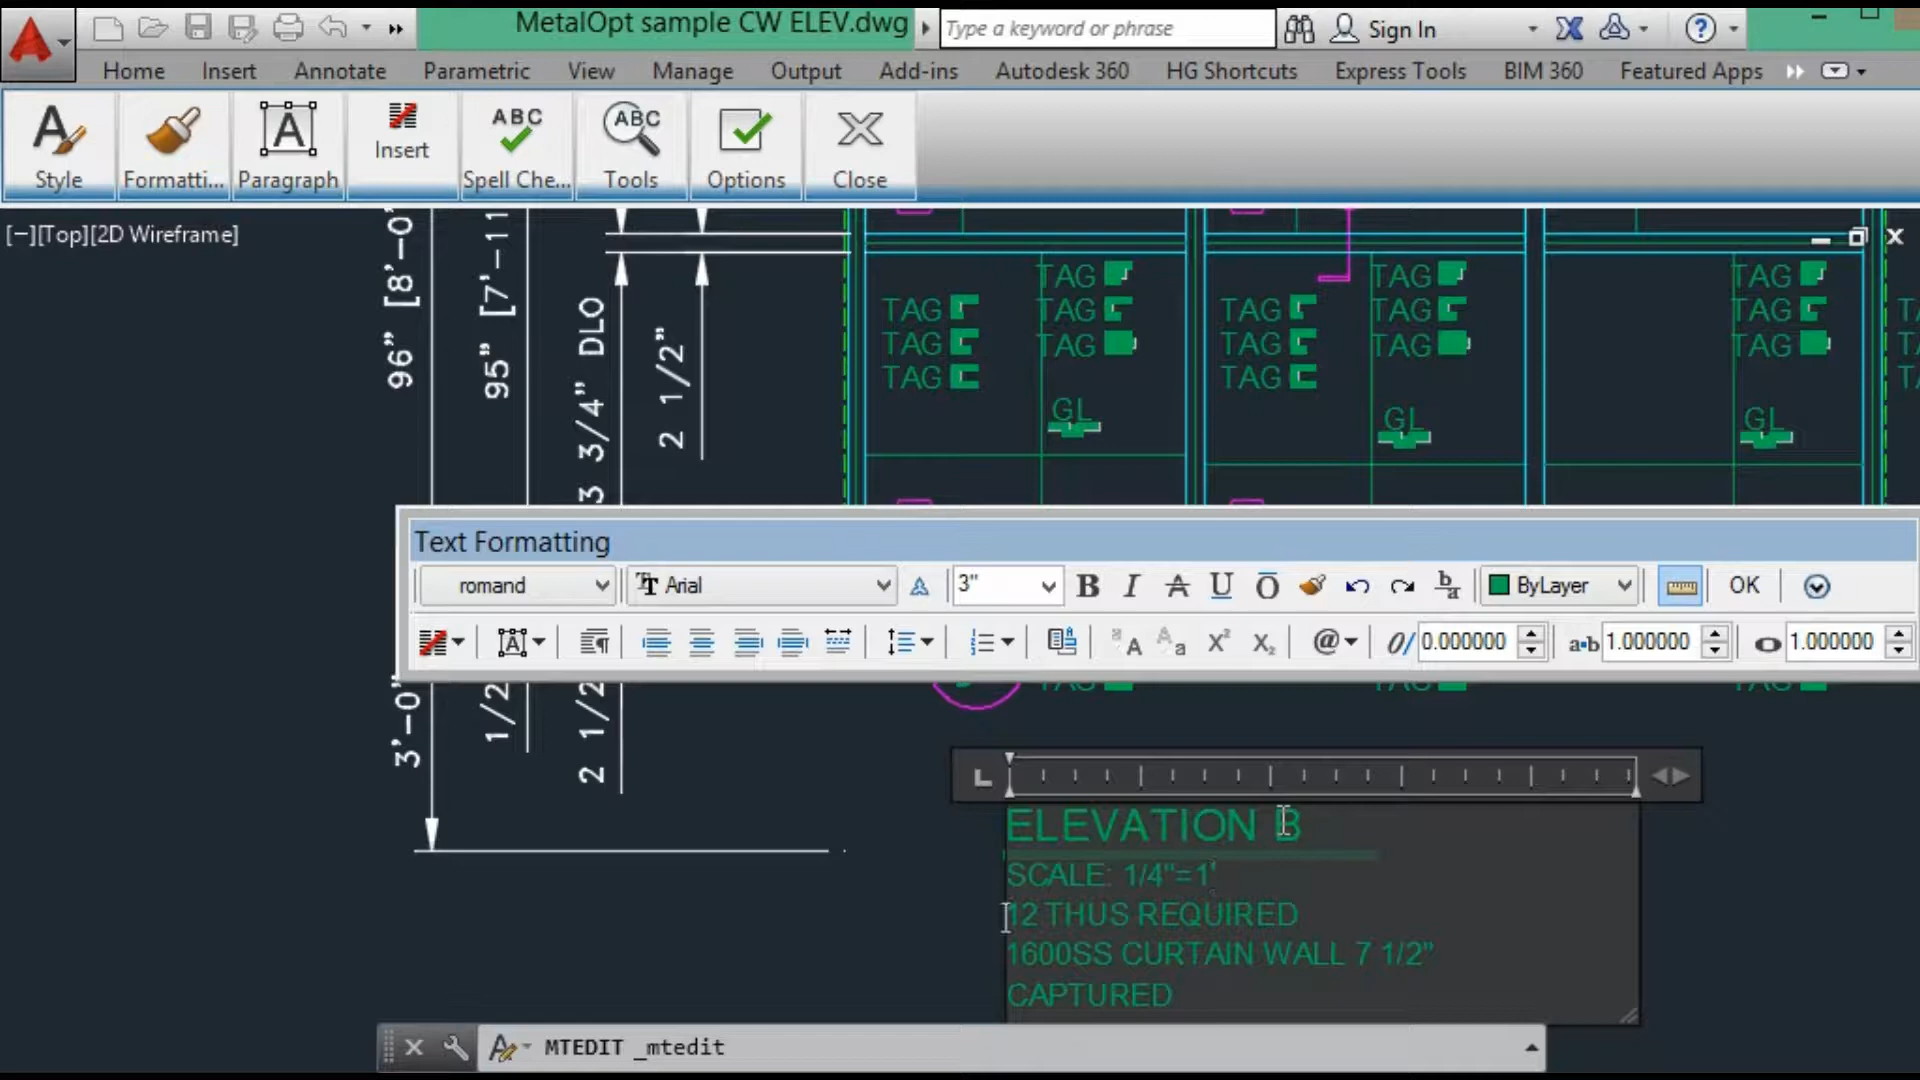 MetalOpt sample CW ELEV.dwg
Type a keyword or phrase
Sign In
Home Insert Annotate Parametric View Manage Output Add-ins Autodesk 360 HG Shortcuts Express Tools BIM 360 Featured Apps
ABC ABC
Insert
Style Formatti... Paragraph Spell Che... Tools Options Close
[−][Top][2D Wireframe]
96" [8'-0
95" [7'-11
3 3/4" DLO
2 1/2"
TAG TAG TAG
TAG TAG TAG TAG TAG
TAG TAG TAG TAG TAG
TAG TAG
GL GL GL
Text Formatting
romand Arial 3" B I A U O b/a ByLayer OK
@ 0/ 0.000000 a•b 1.000000 1.000000
TAG TAG TAG
3'-0"
1/2
2 1/2
ELEVATION B
SCALE: 1/4"=1'
12 THUS REQUIRED
1600SS CURTAIN WALL 7 1/2"
CAPTURED
MTEDIT _mtedit